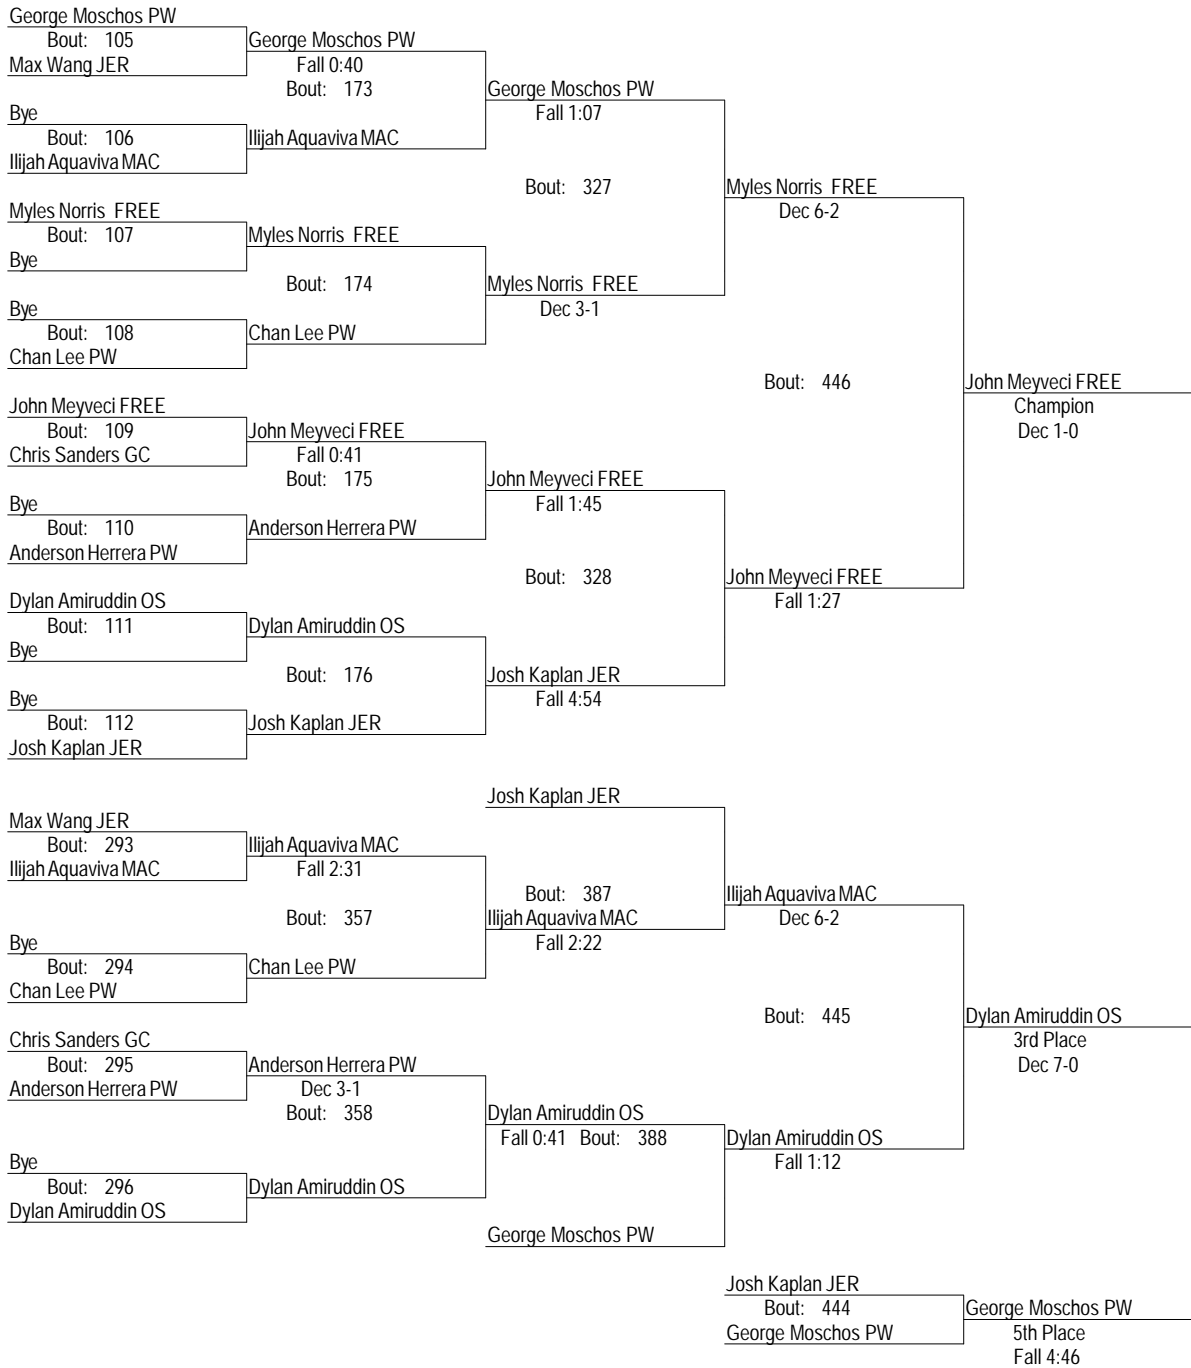 George Moschos PW
Bout: 105
Max Wang JER
George Moschos PW
Fall 0:40
Bout: 173
Bye
Bout: 106
Ilijah Aquaviva MAC
Ilijah Aquaviva MAC
George Moschos PW
Fall 1:07
Bout: 327
Myles Norris FREE
Bout: 107
Bye
Myles Norris FREE
Bout: 174
Bye
Bout: 108
Chan Lee PW
Chan Lee PW
Myles Norris FREE
Dec 3-1
Myles Norris FREE
Dec 6-2
Bout: 446
John Meyveci FREE
Champion
Dec 1-0
John Meyveci FREE
Bout: 109
Chris Sanders GC
John Meyveci FREE
Fall 0:41
Bout: 175
Bye
Bout: 110
Anderson Herrera PW
Anderson Herrera PW
John Meyveci FREE
Fall 1:45
Bout: 328
John Meyveci FREE
Fall 1:27
Dylan Amiruddin OS
Bout: 111
Bye
Dylan Amiruddin OS
Bout: 176
Bye
Bout: 112
Josh Kaplan JER
Josh Kaplan JER
Josh Kaplan JER
Fall 4:54
Josh Kaplan JER
Max Wang JER
Bout: 293
Ilijah Aquaviva MAC
Ilijah Aquaviva MAC
Fall 2:31
Bout: 357
Bye
Bout: 294
Chan Lee PW
Chan Lee PW
Bout: 387
Ilijah Aquaviva MAC
Fall 2:22
Ilijah Aquaviva MAC
Dec 6-2
Bout: 445
Dylan Amiruddin OS
3rd Place
Dec 7-0
Chris Sanders GC
Bout: 295
Anderson Herrera PW
Anderson Herrera PW
Dec 3-1
Bout: 358
Bye
Bout: 296
Dylan Amiruddin OS
Dylan Amiruddin OS
Dylan Amiruddin OS
Fall 0:41 Bout: 388
Dylan Amiruddin OS
Fall 1:12
George Moschos PW
Josh Kaplan JER
Bout: 444
George Moschos PW
George Moschos PW
5th Place
Fall 4:46